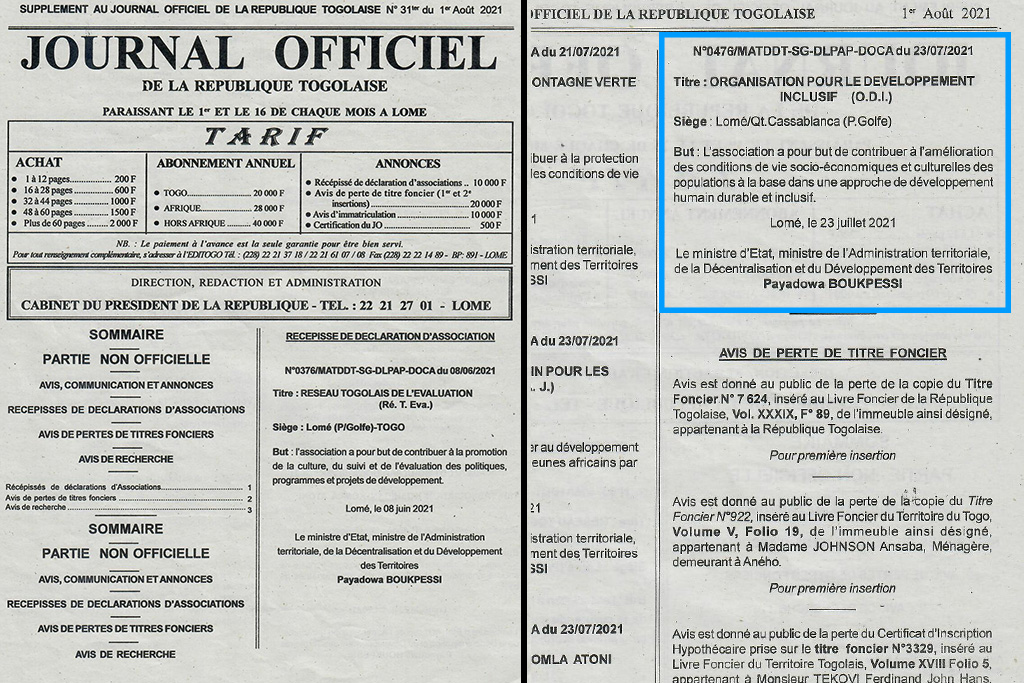 SUPPLEMENT AU JOURNAL OFFICIEL DE LA REPUBLIQUE TOGOLAISE N° 31ter du 1er Août 2021
JOURNAL OFFICIEL
DE LA REPUBLIQUE TOGOLAISE
PARAISSANT LE 1er ET LE 16 DE CHAQUE MOIS A LOME
TARIF
ACHAT
● 1 à 12 pages.................. 200 F
● 16 à 28 pages ................ 600 F
● 32 à 44 pages ............... 1000 F
● 48 à 60 pages ............... 1500 F
● Plus de 60 pages ......... 2 000 F
ABONNEMENT ANNUEL
● TOGO............................ 20 000 F
● AFRIQUE...................... 28 000 F
● HORS AFRIQUE .......... 40 000 F
ANNONCES
● Récépissé de déclaration d'associations .. 10 000 F
● Avis de perte de titre foncier (1er et 2e
insertions) .............................. 20 000 F
● Avis d'immatriculation ........................ 10 000 F
● Certification du JO ............................. 500 F
NB. : Le paiement à l'avance est la seule garantie pour être bien servi.
Pour tout renseignement complémentaire, s'adresser à l'EDITOGO Tél. : (228) 22 21 37 18 / 22 21 61 07 / 08 Fax (228) 22 22 14 89 - BP: 891 - LOME
DIRECTION, REDACTION ET ADMINISTRATION
CABINET DU PRESIDENT DE LA REPUBLIQUE - TEL. : 22 21 27 01 - LOME
SOMMAIRE
PARTIE NON OFFICIELLE
AVIS, COMMUNICATION ET ANNONCES
RECEPISSES DE DECLARATIONS D'ASSOCIATIONS
AVIS DE PERTES DE TITRES FONCIERS
AVIS DE RECHERCHE
Récépissés de déclarations d'Associations........................ 1
Avis de pertes de titres fonciers .................................... 2
Avis de recherche........................................................ 3
SOMMAIRE
PARTIE NON OFFICIELLE
AVIS, COMMUNICATION ET ANNONCES
RECEPISSES DE DECLARATIONS D'ASSOCIATIONS
AVIS DE PERTES DE TITRES FONCIERS
AVIS DE RECHERCHE
RECEPISSE DE DECLARATION D'ASSOCIATION
N°0376/MATDDT-SG-DLPAP-DOCA du 08/06/2021
Titre : RESEAU TOGOLAIS DE L'EVALUATION
(Ré. T. Eva.)
Siège : Lomé (P/Golfe)-TOGO
But : l'association a pour but de contribuer à la promotion
de la culture, du suivi et de l'évaluation des politiques,
programmes et projets de développement.
Lomé, le 08 juin 2021
Le ministre d'Etat, ministre de l'Administration
territoriale, de la Décentralisation et du Développement
des Territoires
Payadowa BOUKPESSI
OFFICIEL DE LA REPUBLIQUE TOGOLAISE
1er Août 2021
A du 21/07/2021
ONTAGNE VERTE
ibuer à la protection
les conditions de vie
1
istration territoriale,
ment des Territoires
SSI
A du 23/07/2021
IN POUR LES
. J.)
er au développement
eunes africains par
21
istration territoriale,
ment des Territoires
SSI
A du 23/07/2021
OMLA ATONI
N°0476/MATDDT-SG-DLPAP-DOCA du 23/07/2021
Titre : ORGANISATION POUR LE DEVELOPPEMENT
INCLUSIF (O.D.I.)
Siège : Lomé/Qt.Cassablanca (P.Golfe)
But : L'association a pour but de contribuer à l'amélioration
des conditions de vie socio-économiques et culturelles des
populations à la base dans une approche de développement
humain durable et inclusif.
Lomé, le 23 juillet 2021
Le ministre d'Etat, ministre de l'Administration territoriale,
de la Décentralisation et du Développement des Territoires
Payadowa BOUKPESSI
AVIS DE PERTE DE TITRE FONCIER
Avis est donné au public de la perte de la copie du Titre
Foncier N° 7 624, inséré au Livre Foncier de la République
Togolaise, Vol. XXXIX, F° 89, de l'immeuble ainsi désigné,
appartenant à la République Togolaise.
Pour première insertion
Avis est donné au public de la perte de la copie du Titre
Foncier N°922, inséré au Livre Foncier du Territoire du Togo,
Volume V, Folio 19, de l'immeuble ainsi désigné,
appartenant à Madame JOHNSON Ansaba, Ménagère,
demeurant à Aného.
Pour première insertion
Avis est donné au public de la perte du Certificat d'Inscription
Hypothécaire prise sur le titre foncier N°3329, inséré au
Livre Foncier du Territoire Togolais, Volume XVIII Folio 5,
appartenant à Monsieur TEKOVI Ferdinand John Hans,